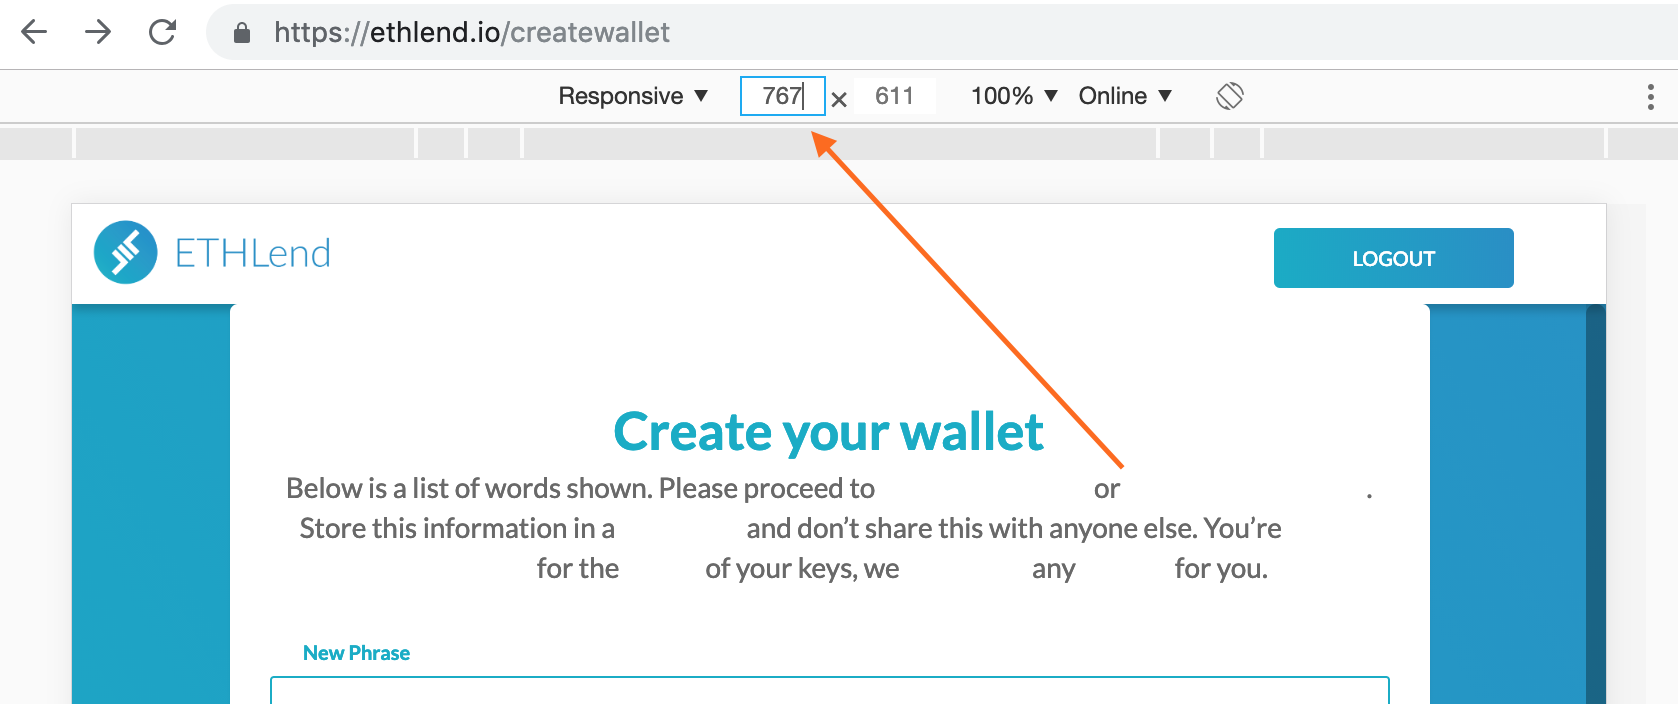 https://ethlend.io/createwallet
Responsive ▼ 767 × 611 100% ▼ Online ▼
ETHLend
LOGOUT
Create your wallet
Below is a list of words shown. Please proceed to or .
Store this information in a and don’t share this with anyone else. You’re
for the of your keys, we any for you.
New Phrase